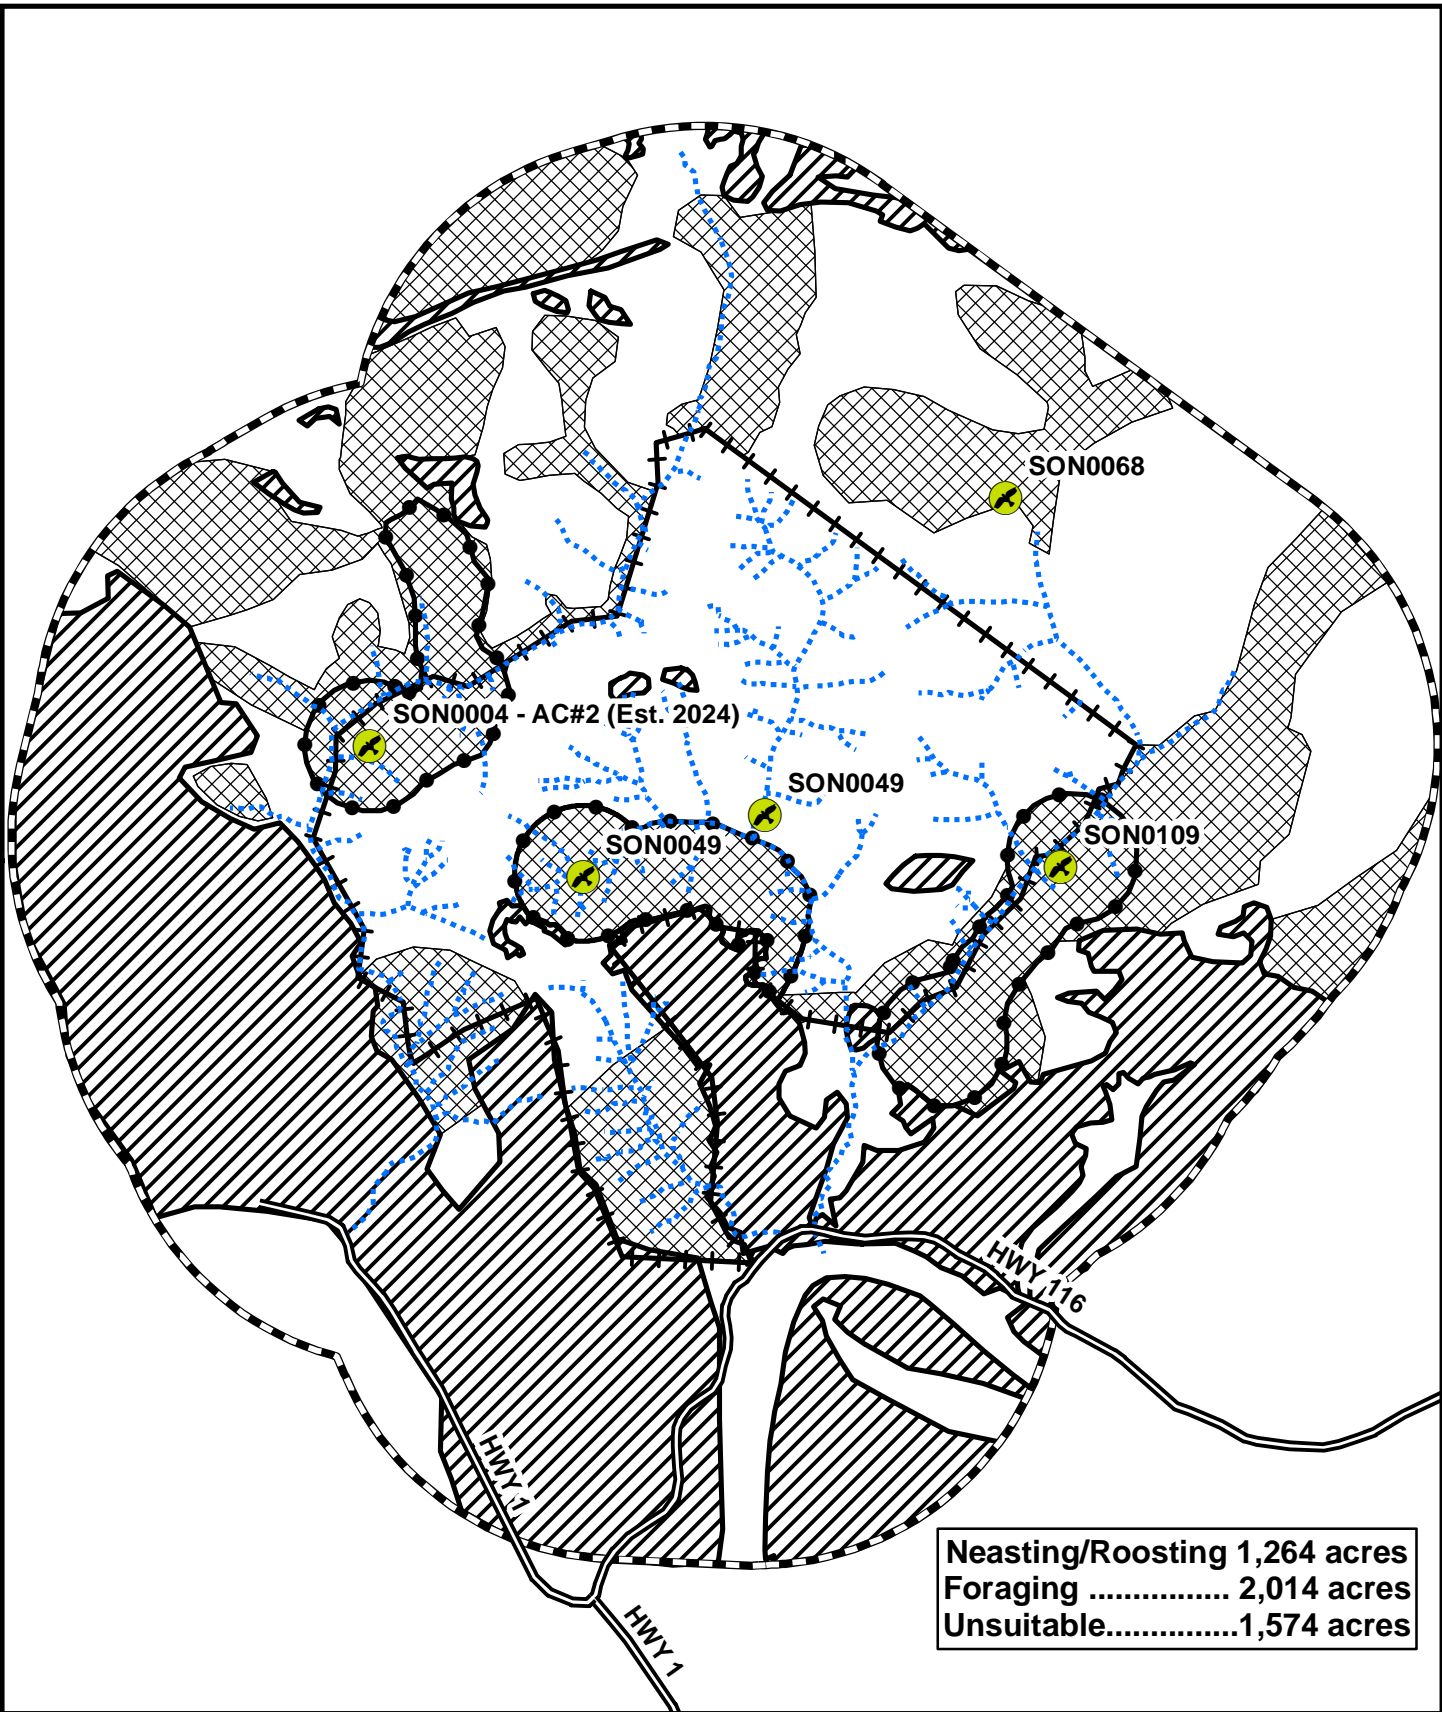 SON0068
SON0004 - AC#2 (Est. 2024)
SON0049
SON0049
SON0109
HWY 116
HWY 1
HWY 1
Neasting/Roosting 1,264 acres
Foraging ................. 2,014 acres
Unsuitable................1,574 acres